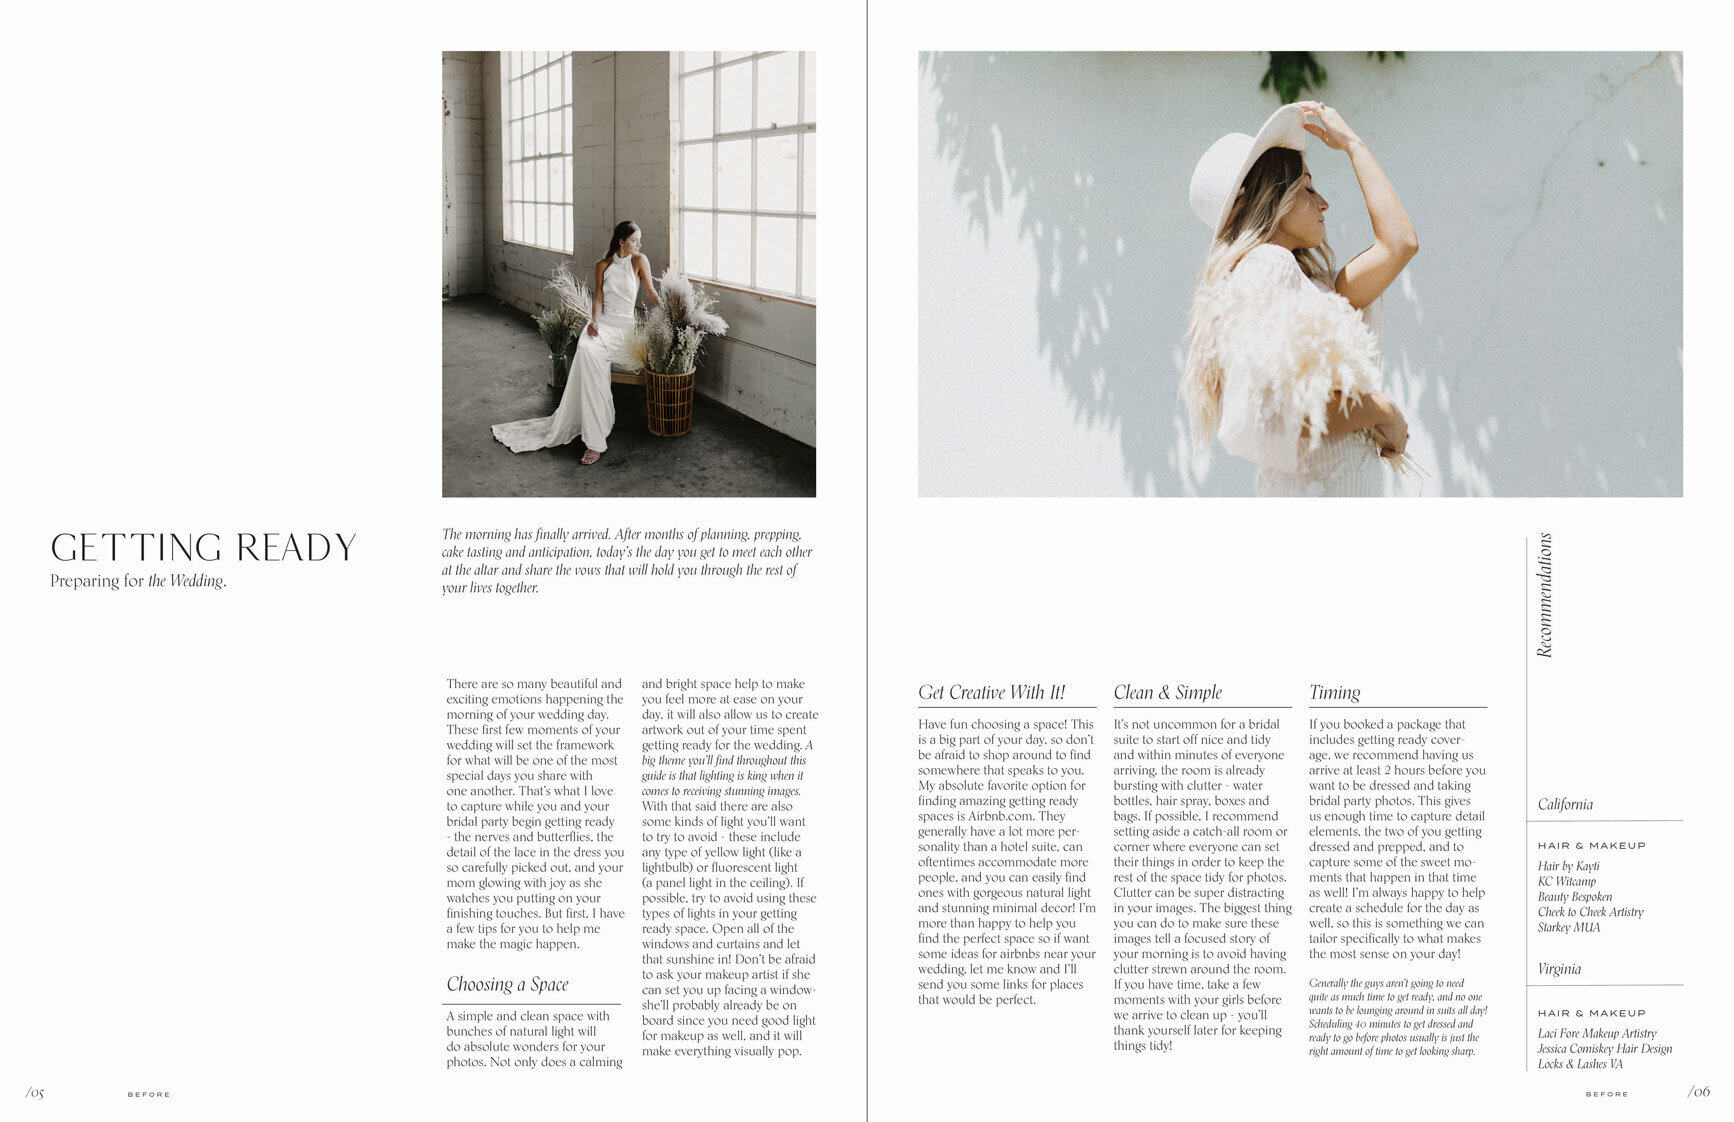 GETTING READY
Preparing for the Wedding.
The morning has finally arrived. After months of planning, prepping,
cake tasting and anticipation, today's the day you get to meet each other
at the altar and share the vows that will hold you through the rest of
your lives together.
There are so many beautiful and
exciting emotions happening the
morning of your wedding day.
These first few moments of your
wedding will set the framework
for what will be one of the most
special days you share with
one another. That's what I love
to capture while you and your
bridal party begin getting ready
- the nerves and butterflies, the
detail of the lace in the dress you
so carefully picked out, and your
mom glowing with joy as she
watches you putting on your
finishing touches. But first, I have
a few tips for you to help me
make the magic happen.
Choosing a Space
A simple and clean space with
bunches of natural light will
do absolute wonders for your
photos. Not only does a calming
and bright space help to make
you feel more at ease on your
day, it will also allow us to create
artwork out of your time spent
getting ready for the wedding. A
big theme you'll find throughout this
guide is that lighting is king when it
comes to receiving stunning images.
With that said there are also
some kinds of light you'll want
to try to avoid - these include
any type of yellow light (like a
lightbulb) or fluorescent light
(a panel light in the ceiling). If
possible, try to avoid using these
types of lights in your getting
ready space. Open all of the
windows and curtains and let
that sunshine in! Don't be afraid
to ask your makeup artist if she
can set you up facing a window-
she'll probably already be on
board since you need good light
for makeup as well, and it will
make everything visually pop.
/05
BEFORE
Get Creative With It!
Have fun choosing a space! This
is a big part of your day, so don't
be afraid to shop around to find
somewhere that speaks to you.
My absolute favorite option for
finding amazing getting ready
spaces is Airbnb.com. They
generally have a lot more per-
sonality than a hotel suite, can
oftentimes accommodate more
people, and you can easily find
ones with gorgeous natural light
and stunning minimal decor! I'm
more than happy to help you
find the perfect space so if want
some ideas for airbnbs near your
wedding, let me know and I'll
send you some links for places
that would be perfect.
Clean & Simple
It's not uncommon for a bridal
suite to start off nice and tidy
and within minutes of everyone
arriving, the room is already
bursting with clutter - water
bottles, hair spray, boxes and
bags. If possible, I recommend
setting aside a catch-all room or
corner where everyone can set
their things in order to keep the
rest of the space tidy for photos.
Clutter can be super distracting
in your images. The biggest thing
you can do to make sure these
images tell a focused story of
your morning is to avoid having
clutter strewn around the room.
If you have time, take a few
moments with your girls before
we arrive to clean up - you'll
thank yourself later for keeping
things tidy!
Timing
If you booked a package that
includes getting ready cover-
age, we recommend having us
arrive at least 2 hours before you
want to be dressed and taking
bridal party photos. This gives
us enough time to capture detail
elements, the two of you getting
dressed and prepped, and to
capture some of the sweet mo-
ments that happen in that time
as well! I'm always happy to help
create a schedule for the day as
well, so this is something we can
tailor specifically to what makes
the most sense on your day!
Generally the guys aren't going to need
quite as much time to get ready, and no one
wants to be lounging around in suits all day!
Scheduling 40 minutes to get dressed and
ready to go before photos usually is just the
right amount of time to get looking sharp.
Recommendations
California
HAIR & MAKEUP
Hair by Kayti
KC Witcamp
Beauty Bespoken
Cheek to Cheek Artistry
Starkey MUA
Virginia
HAIR & MAKEUP
Laci Fore Makeup Artistry
Jessica Comiskey Hair Design
Locks & Lashes VA
BEFORE
/06